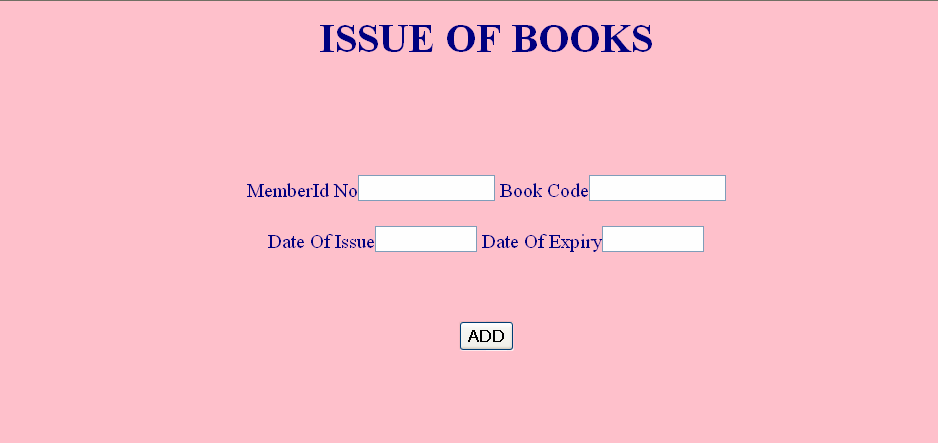 ISSUE OF BOOKS
MemberId No Book Code
Date Of Issue Date Of Expiry
ADD